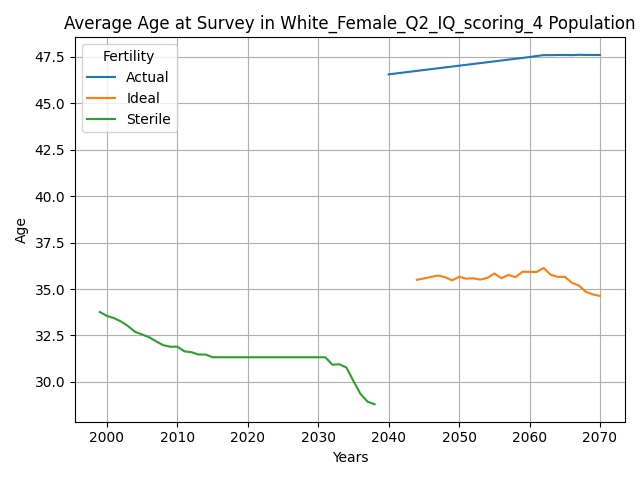 Average Age at Survey in White_Female_Q2_IQ_scoring_4 Population
Fertility
Actual
Ideal
Sterile
47.5
45.0
42.5
40.0
37.5
35.0
32.5
30.0
Age
2000 2010 2020 2030 2040 2050 2060 2070
Years